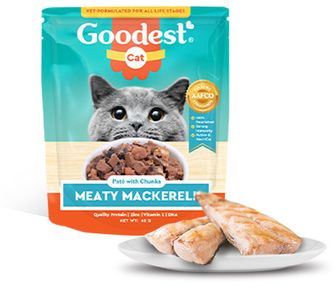 VET-FORMULATED FOR ALL LIFE STAGES
Goodest®
Cat
AAFCO
Paté with Chunks
MEATY MACKEREL!
Quality Protein | Zinc | Vitamin E | DHA